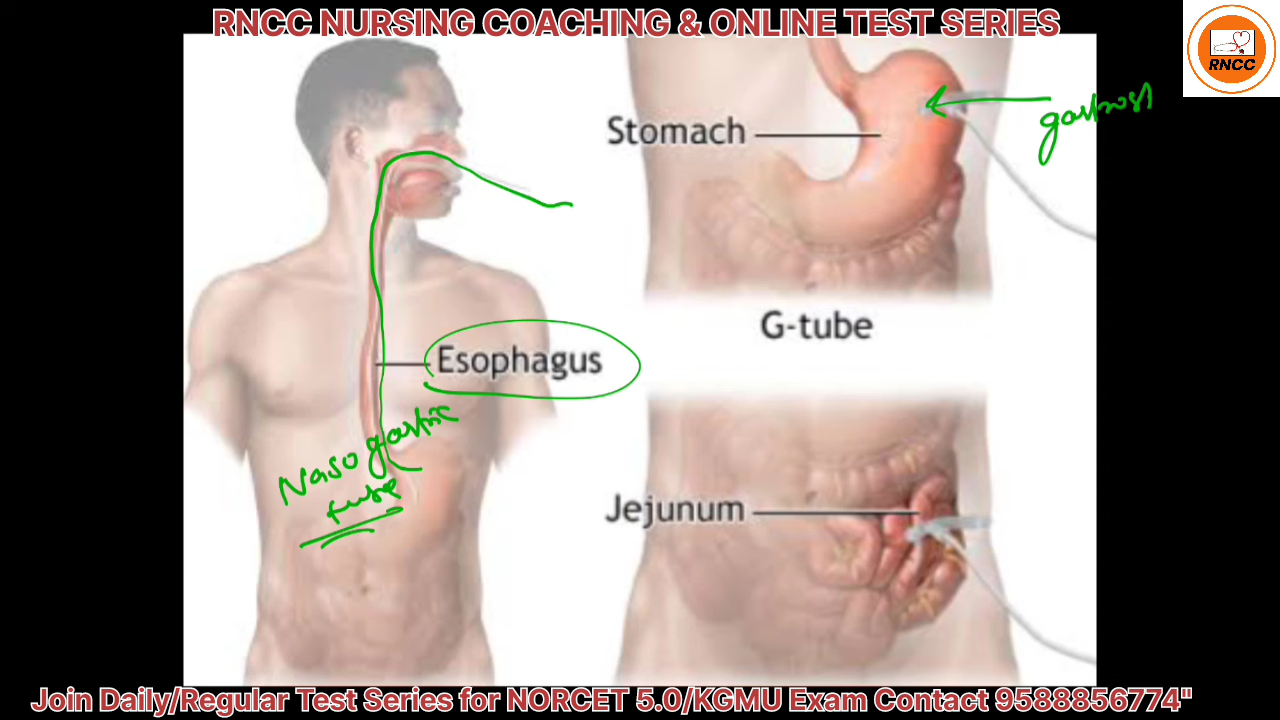 RNCC NURSING COACHING & ONLINE TEST SERIES
RNCC
Stomach
G-tube
Esophagus
Naso gastric
tube
Jejunum
Join Daily/Regular Test Series for NORCET 5.0/KGMU Exam Contact 9588856774"